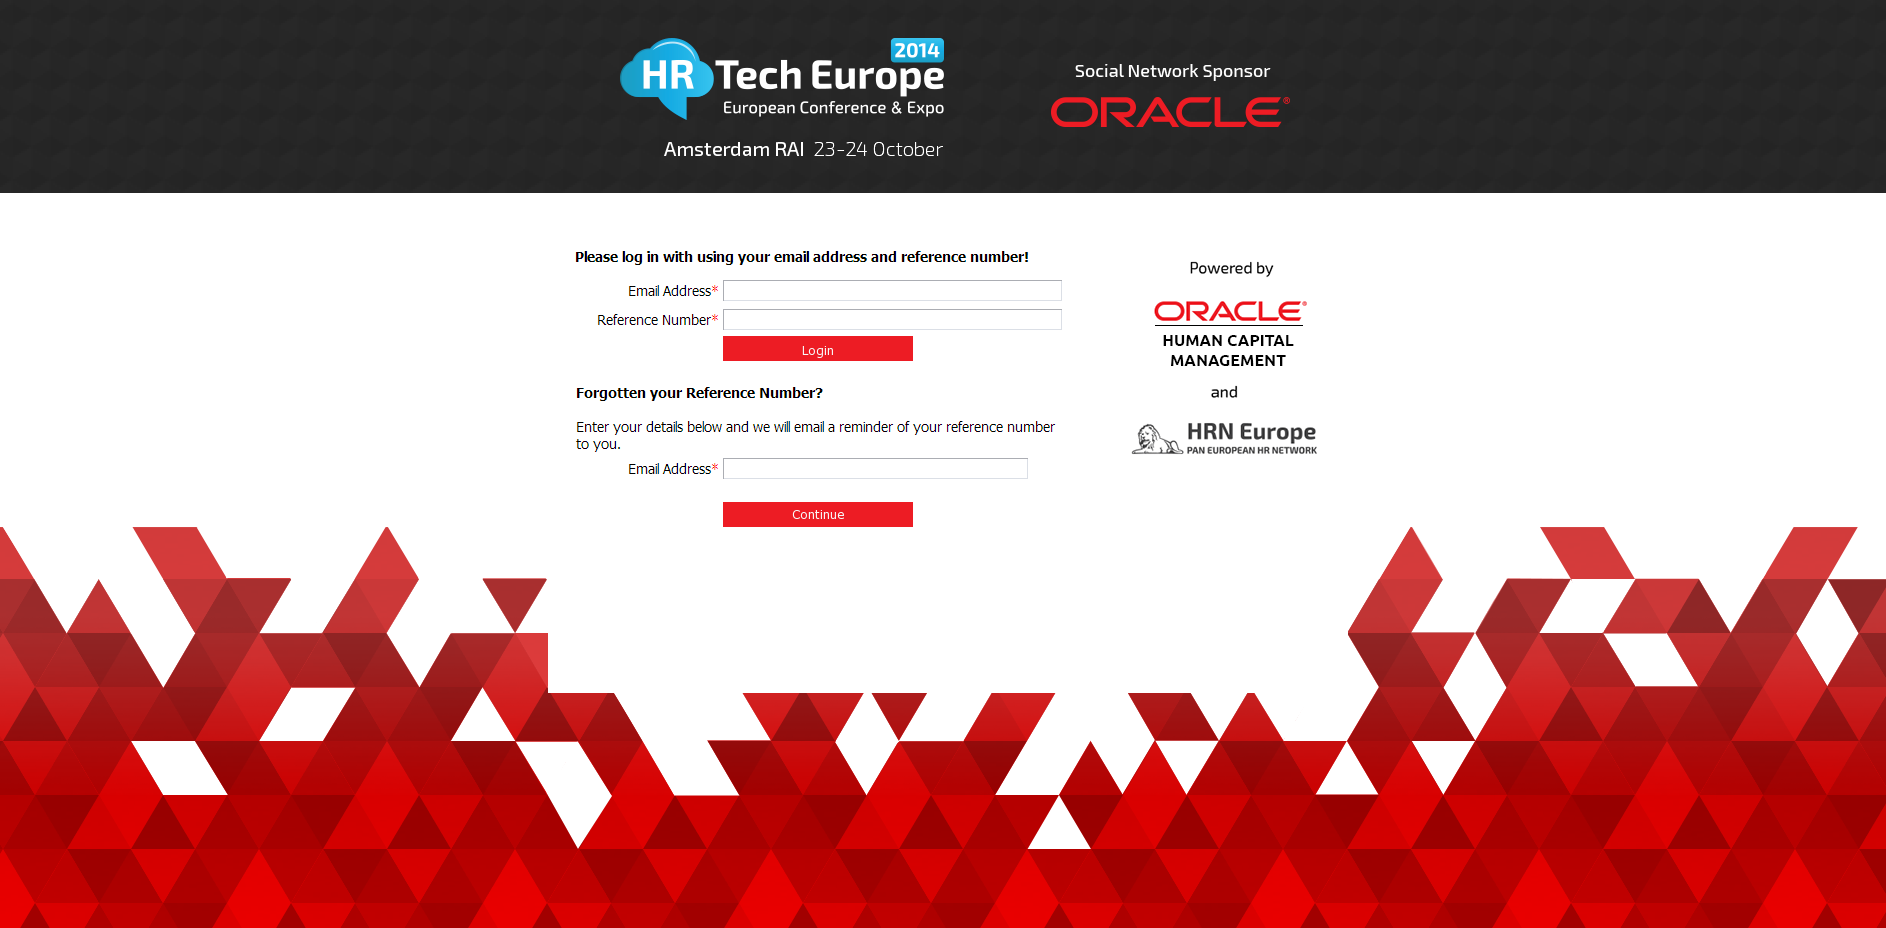 2014
HR Tech Europe
European Conference & Expo
Amsterdam RAI 23-24 October
Social Network Sponsor
ORACLE®
Please log in with using your email address and reference number!
Email Address*
Reference Number*
Login
Forgotten your Reference Number?
Enter your details below and we will email a reminder of your reference number
to you.
Email Address*
Continue
Powered by
ORACLE®
HUMAN CAPITAL
MANAGEMENT
and
HRN Europe
PAN EUROPEAN HR NETWORK